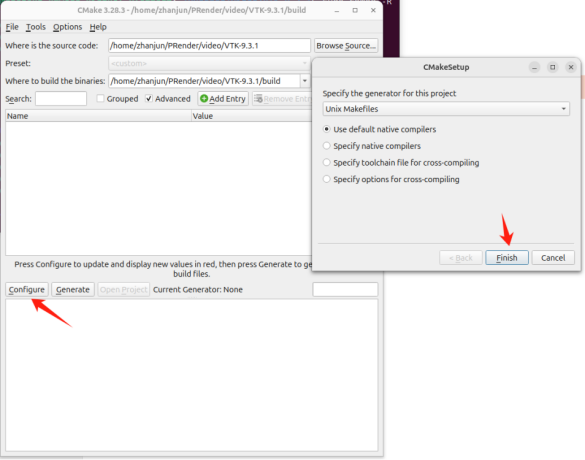 CMake 3.28.3 - /home/zhanjun/PRender/video/VTK-9.3.1/build
File Tools Options Help
Where is the source code: /home/zhanjun/PRender/video/VTK-9.3.1 Browse Source...
Preset: <custom>
Where to build the binaries: /home/zhanjun/PRender/video/VTK-9.3.1/build
Search: Grouped Advanced Add Entry Remove Entr
Name Value
Press Configure to update and display new values in red, then press Generate to ge
build files.
Configure Generate Open Project Current Generator: None
CMakeSetup
Specify the generator for this project
Unix Makefiles
Use default native compilers
Specify native compilers
Specify toolchain file for cross-compiling
Specify options for cross-compiling
< Back Finish Cancel